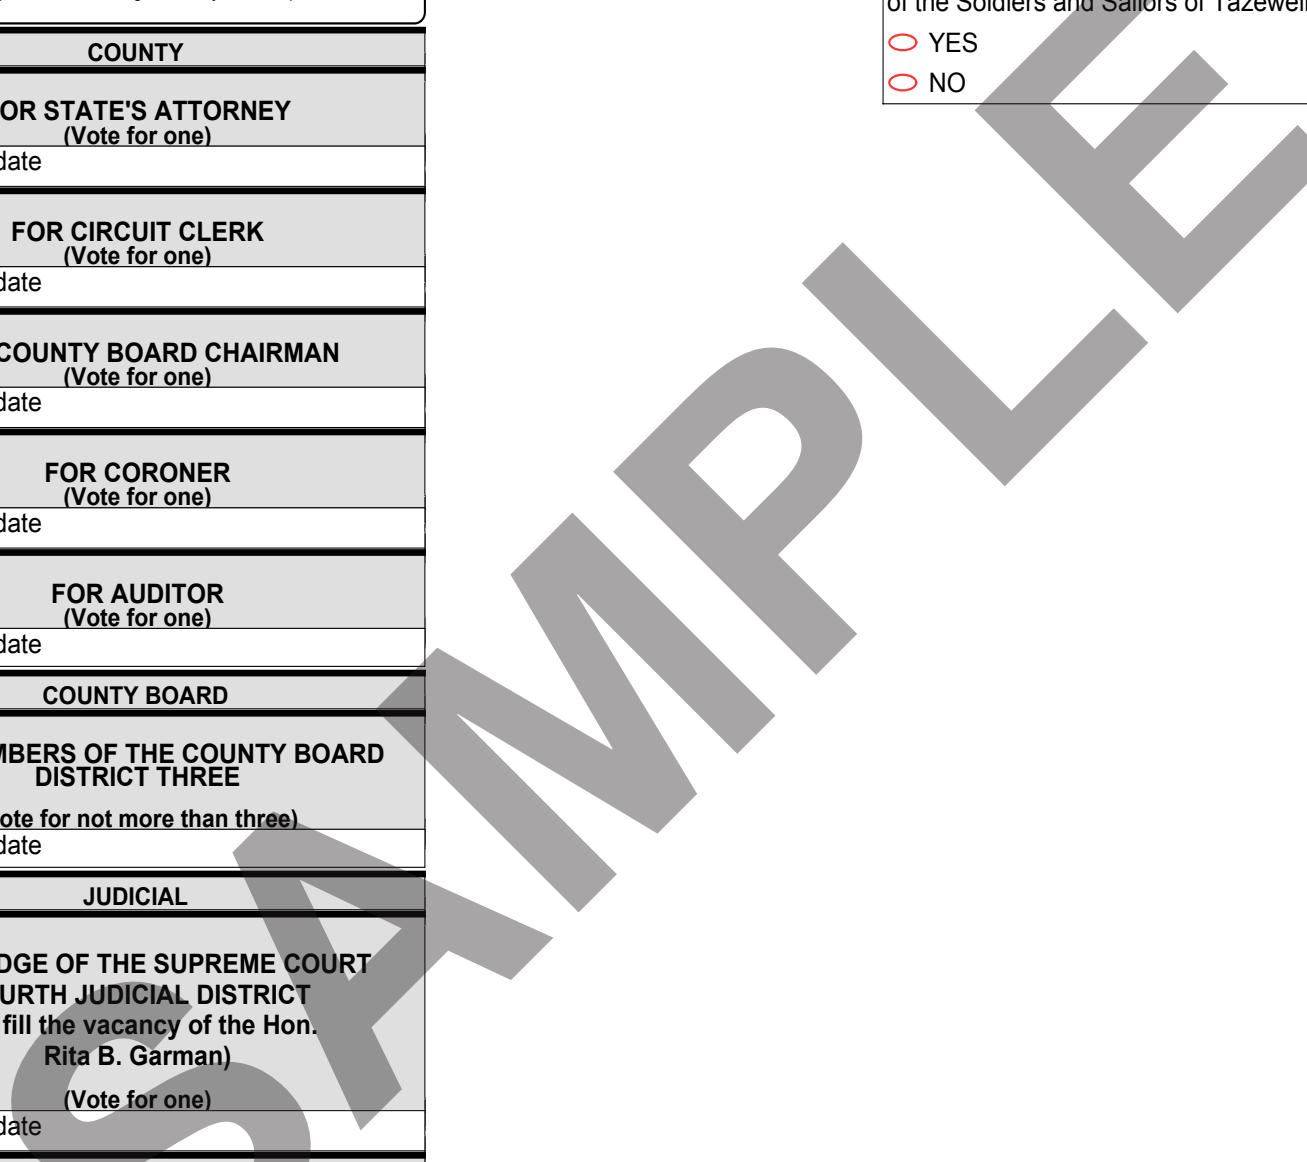 COUNTY
OR STATE'S ATTORNEY
(Vote for one)
date
FOR CIRCUIT CLERK
(Vote for one)
date
COUNTY BOARD CHAIRMAN
(Vote for one)
date
FOR CORONER
(Vote for one)
date
FOR AUDITOR
(Vote for one)
date
COUNTY BOARD
MBERS OF THE COUNTY BOARD
DISTRICT THREE
ote for not more than three)
date
JUDICIAL
DGE OF THE SUPREME COURT
URTH JUDICIAL DISTRICT
fill the vacancy of the Hon.
Rita B. Garman)
(Vote for one)
date
of the Soldiers and Sailors of Tazewell
YES
NO
SAMPLE